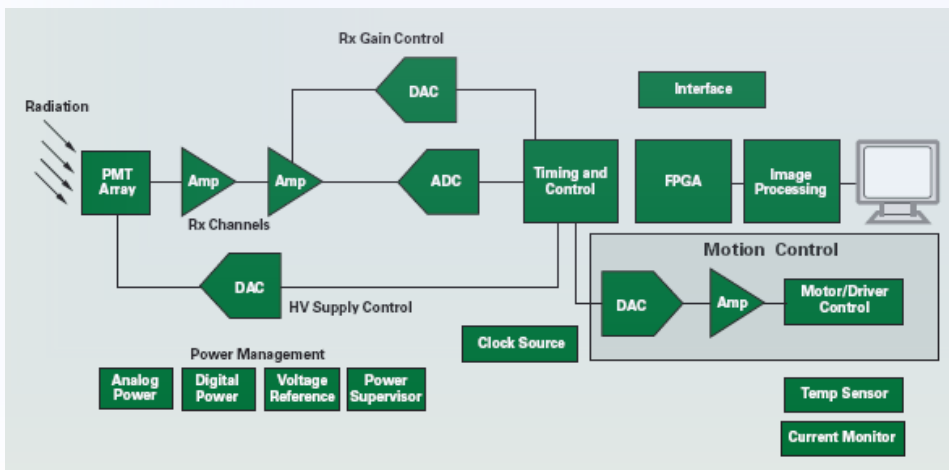 Rx Gain Control
DAC
Interface
Radiation
PMT
Array
Amp
Amp
ADC
Timing and
Control
FPGA
Image
Processing
Rx Channels
Motion Control
DAC
HV Supply Control
DAC
Amp
Motor/Driver
Control
Clock Source
Power Management
Analog
Power
Digital
Power
Voltage
Reference
Power
Supervisor
Temp Sensor
Current Monitor